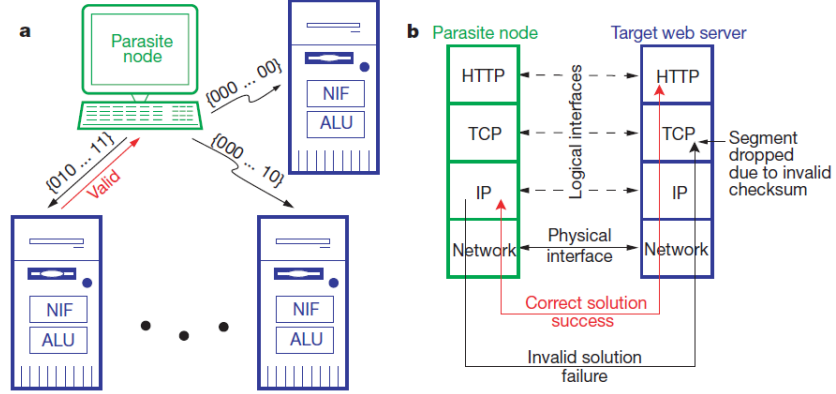 a
Parasite
node
{000 ... 00}
NIF
ALU
{010 ... 11}
Valid
{000 ... 10}
NIF
ALU
NIF
ALU
b
Parasite node
Target web server
HTTP
HTTP
TCP
TCP
IP
IP
Network
Network
Logical interfaces
Physical
interface
Segment
dropped
due to invalid
checksum
Correct solution
success
Invalid solution
failure